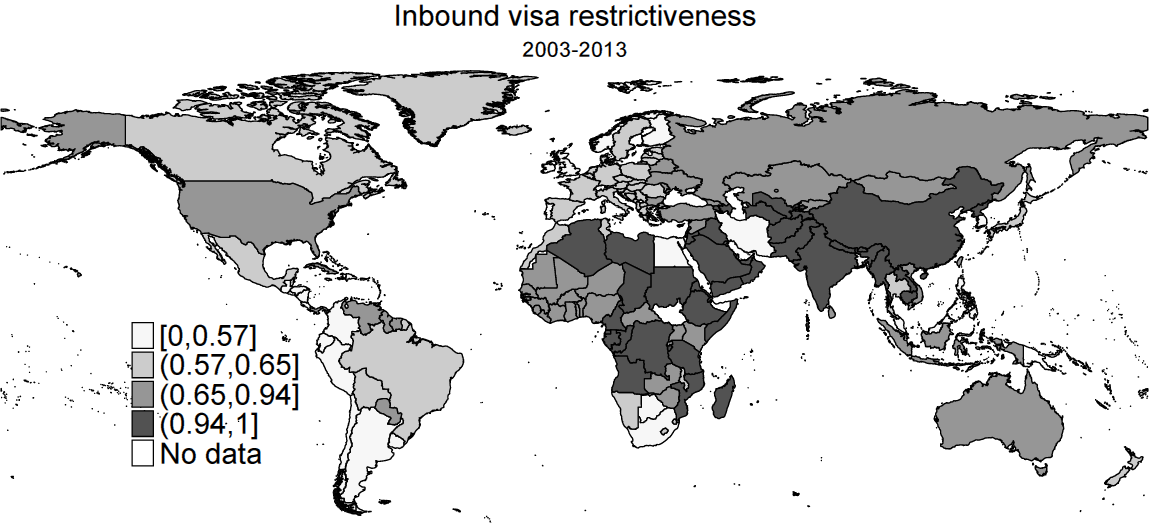 Inbound visa restrictiveness
2003-2013
[0,0.57]
(0.57,0.65]
(0.65,0.94]
(0.94,1]
No data